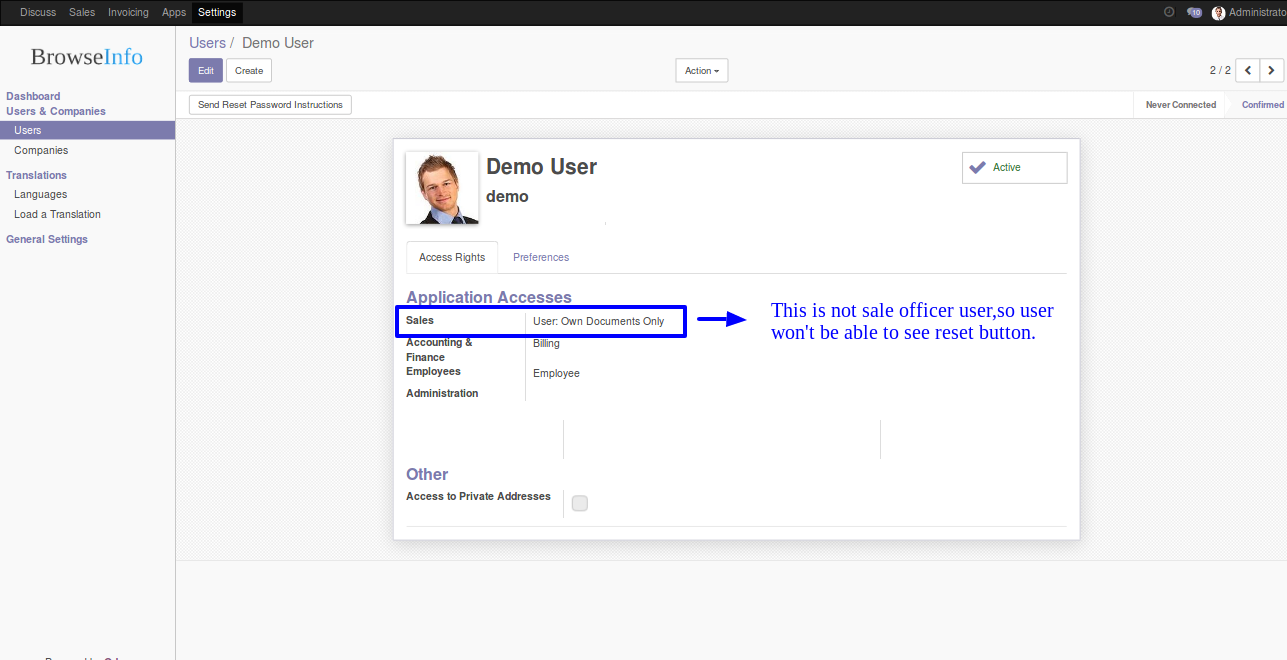 Discuss Sales Invoicing Apps Settings 10 Administrato
BrowseInfo
Users / Demo User
Edit Create Action 2 / 2
Send Reset Password Instructions Never Connected Confirmed
Dashboard
Users & Companies
Users
Companies
Translations
Languages
Load a Translation
General Settings
Demo User
demo
Active
Access Rights Preferences
Application Accesses
Sales User: Own Documents Only
Accounting & Finance Billing
Employees Employee
Administration
This is not sale officer user,so user
won't be able to see reset button.
Other
Access to Private Addresses